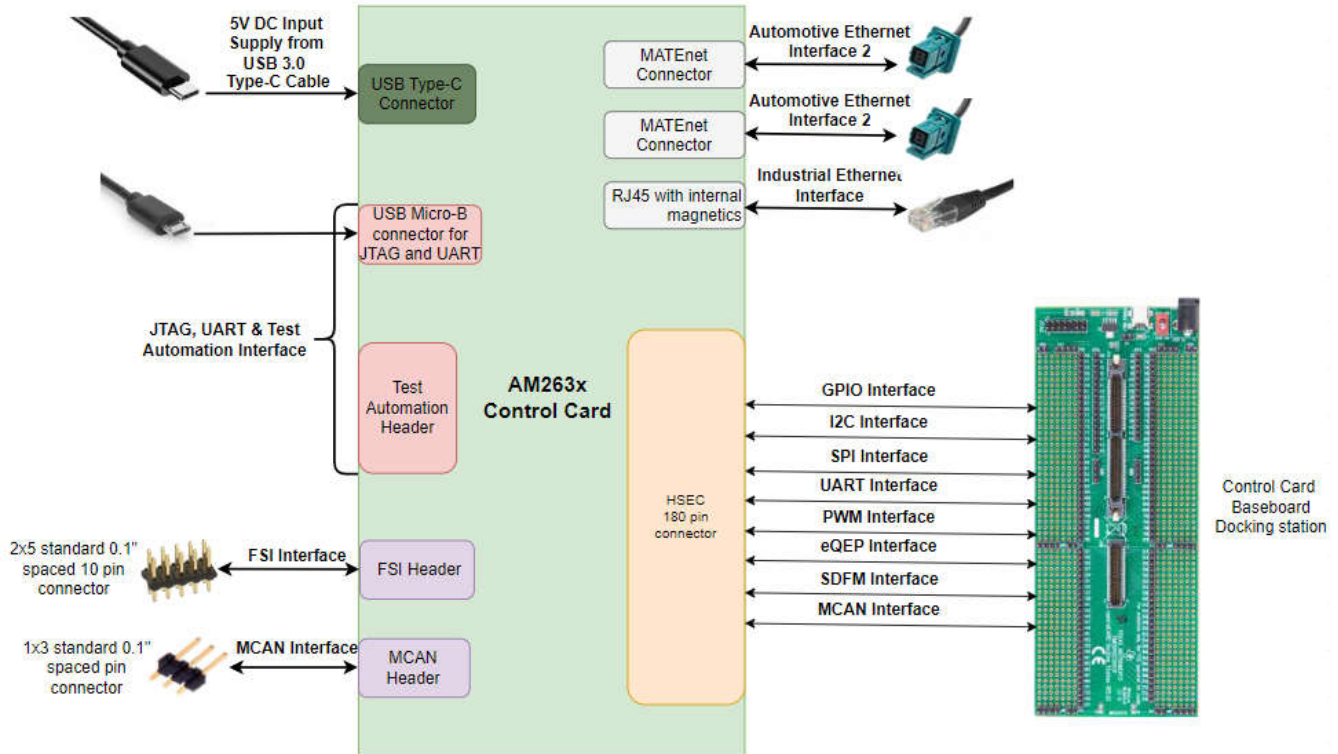 5V DC Input
Supply from
USB 3.0
Type-C Cable
USB Type-C
Connector
MATEnet
Connector
Automotive Ethernet
Interface 2
MATEnet
Connector
Automotive Ethernet
Interface 2
RJ45 with internal
magnetics
Industrial Ethernet
Interface
USB Micro-B
connector for
JTAG and UART
JTAG, UART & Test
Automation Interface
Test
Automation
Header
AM263x
Control Card
HSEC
180 pin
connector
GPIO Interface
I2C Interface
SPI Interface
UART Interface
PWM Interface
eQEP Interface
SDFM Interface
MCAN Interface
Control Card
Baseboard
Docking station
2x5 standard 0.1"
spaced 10 pin
connector
FSI Interface
FSI Header
1x3 standard 0.1"
spaced pin
connector
MCAN Interface
MCAN
Header